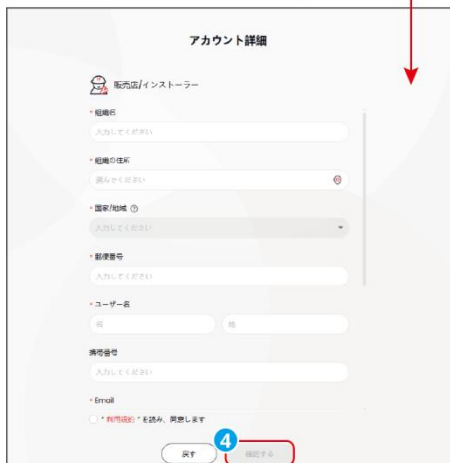 アカウント詳細
販売店/インストーラー
* 組織名
入力してください
* 組織の住所
選んでください
* 国家/地域 ?
入力してください
* 郵便番号
入力してください
* ユーザー名
名 姓
携帯番号
入力してください
* Email
"利用規約"を読み、同意します
4
戻す 確認する